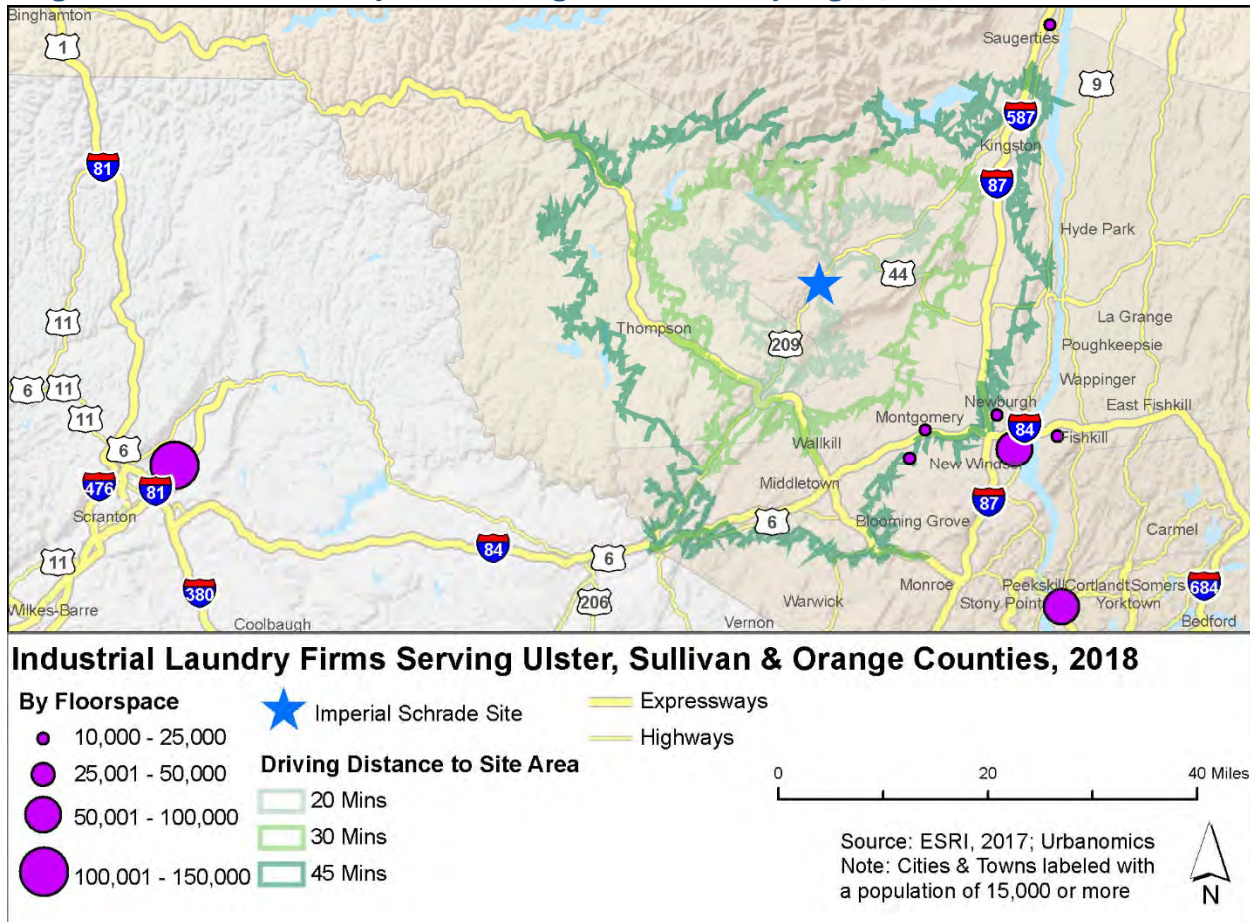 Binghamton
1
Saugerties
9
81
587
Kingston
87
Hyde Park
44
11
Thompson
209
La Grange
Poughkeepsie
6
11
Wappinger
11
Newburgh
East Fishkill
Montgomery
84
6
Wallkill
Fishkill
New Windsor
476
81
Middletown
87
Scranton
6
Blooming Grove
Carmel
84
11
6
Monroe
Peekskill
Cortlandt
Somers
684
380
206
Warwick
Stony Point
Yorktown
Wilkes-Barre
Coolbaugh
Vernon
Bedford
Industrial Laundry Firms Serving Ulster, Sullivan & Orange Counties, 2018
By Floorspace
10,000 - 25,000
25,001 - 50,000
50,001 - 100,000
100,001 - 150,000
Imperial Schrade Site
Driving Distance to Site Area
20 Mins
30 Mins
45 Mins
Expressways
Highways
0 20 40 Miles
Source: ESRI, 2017; Urbanomics
Note: Cities & Towns labeled with
a population of 15,000 or more
N